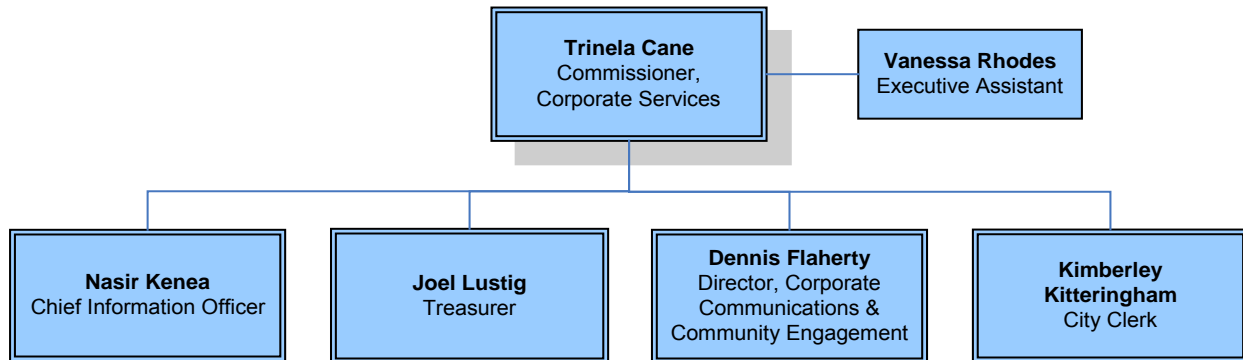 Trinela Cane
Commissioner,
Corporate Services
Vanessa Rhodes
Executive Assistant
Nasir Kenea
Chief Information Officer
Joel Lustig
Treasurer
Dennis Flaherty
Director, Corporate
Communications &
Community Engagement
Kimberley
Kitteringham
City Clerk